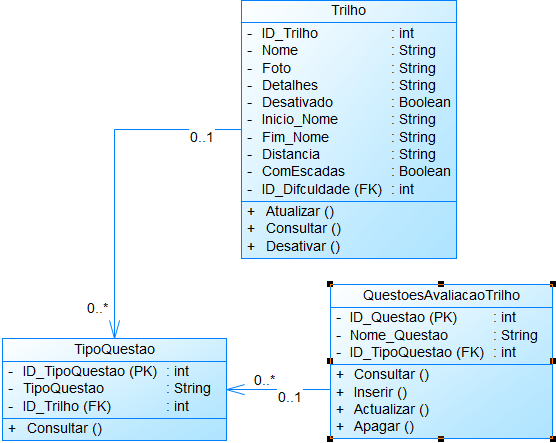 Trilho
- ID_Trilho : int
- Nome : String
- Foto : String
- Detalhes : String
- Desativado : Boolean
- Inicio_Nome : String
- Fim_Nome : String
- Distancia : String
- ComEscadas : Boolean
- ID_Difculdade (FK) : int
+ Atualizar ()
+ Consultar ()
+ Desativar ()
0..1
0..*
TipoQuestao
- ID_TipoQuestao (PK) : int
- TipoQuestao : String
- ID_Trilho (FK) : int
+ Consultar ()
0..*
0..1
QuestoesAvaliacaoTrilho
- ID_Questao (PK) : int
- Nome_Questao : String
- ID_TipoQuestao (FK) : int
+ Consultar ()
+ Inserir ()
+ Actualizar ()
+ Apagar ()